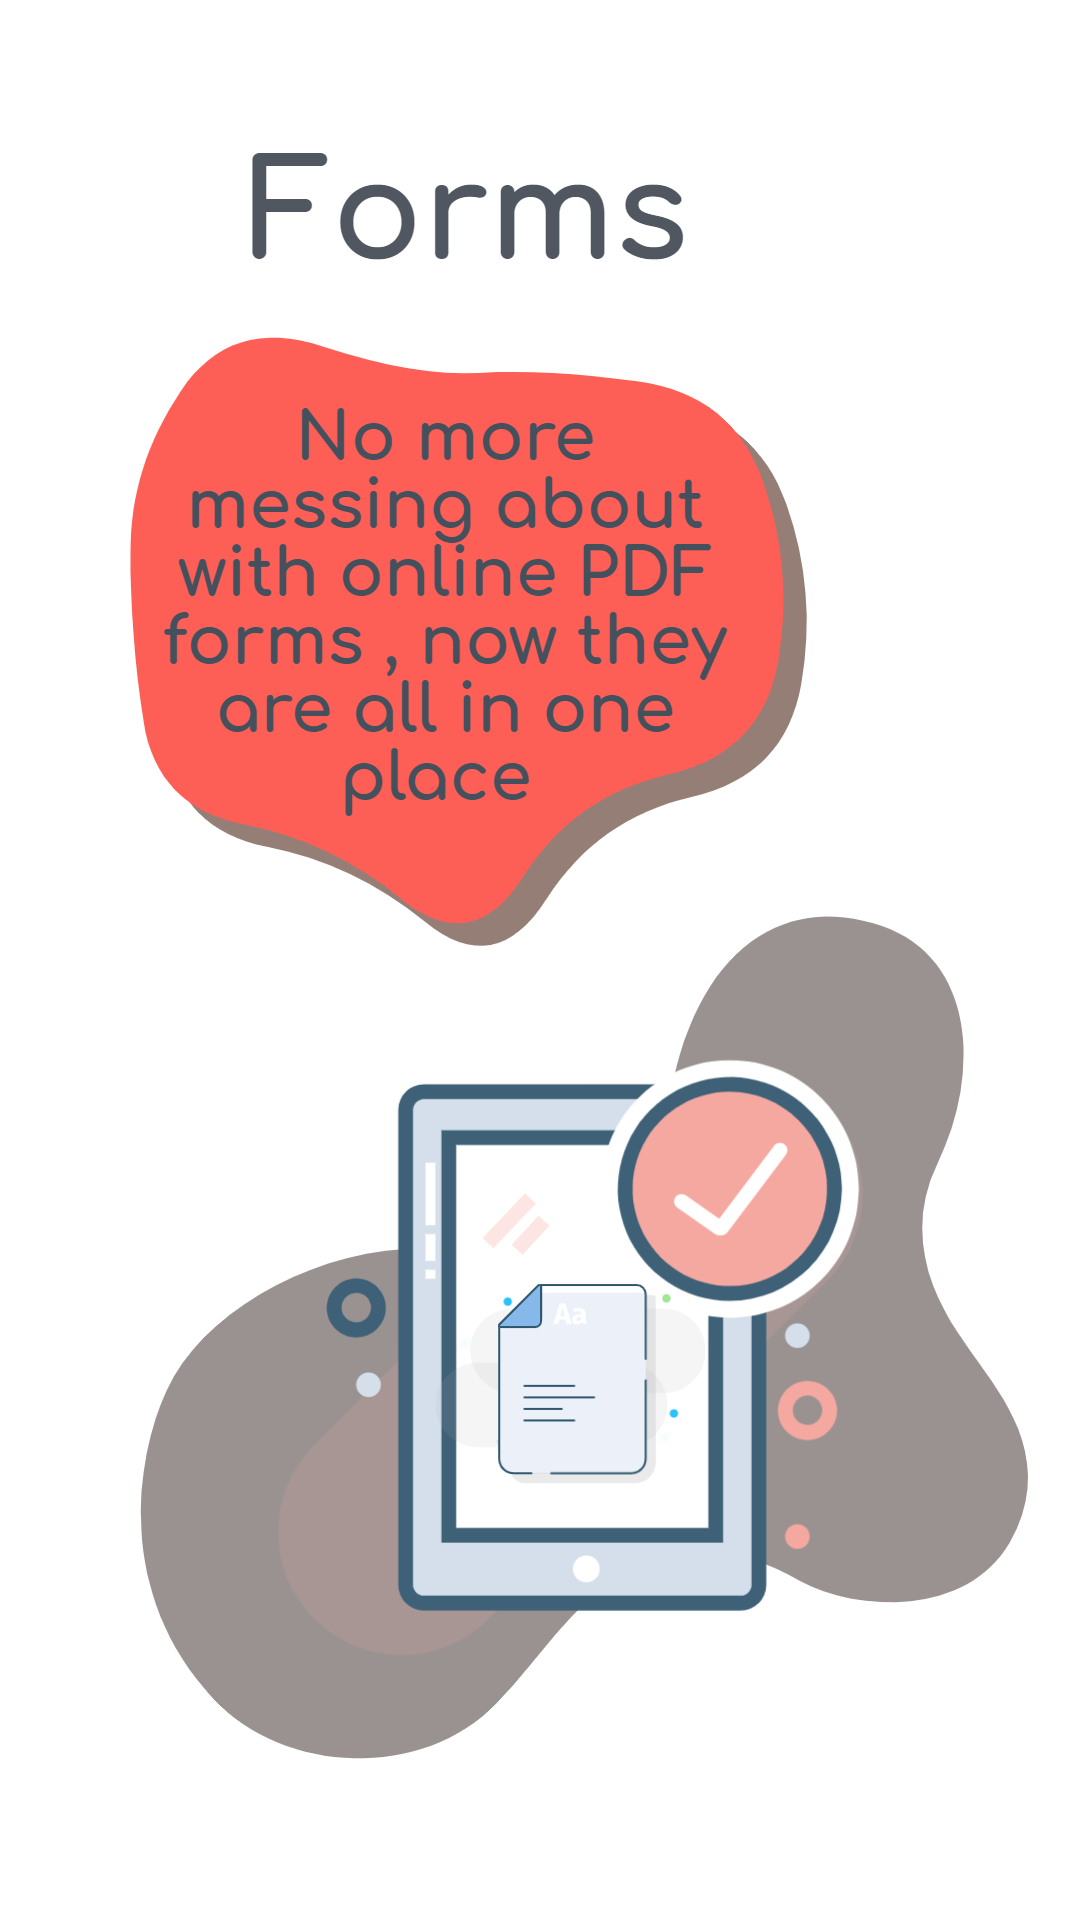 Forms
No more
messing about
with online PDF
forms , now they
are all in one
place
Aa